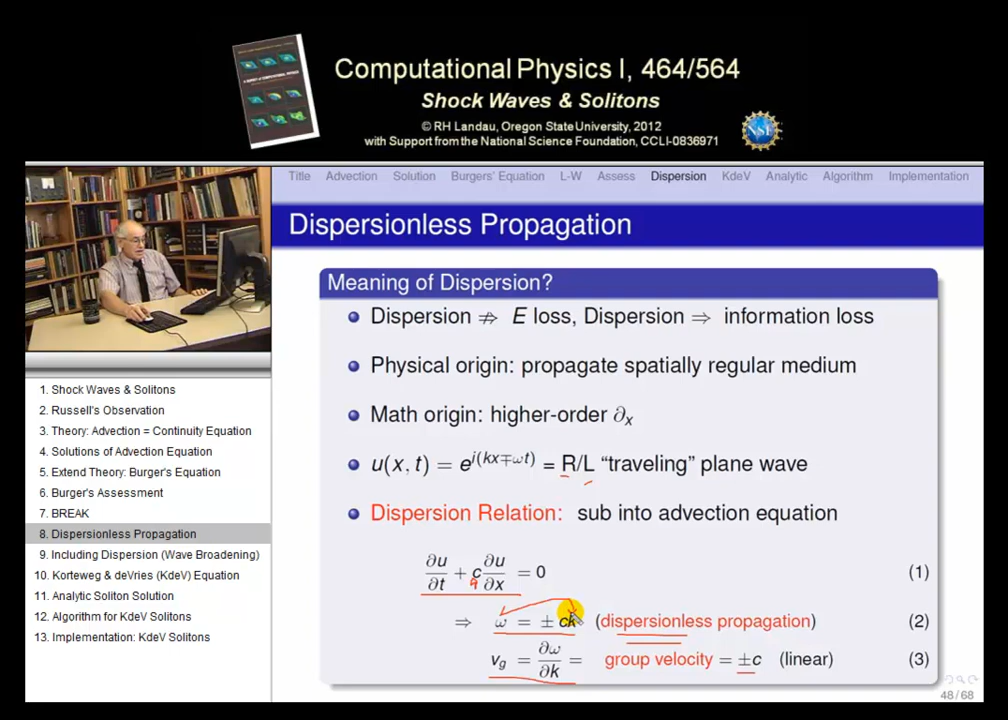 Computational Physics I, 464/564
Shock Waves & Solitons
© RH Landau, Oregon State University, 2012
with Support from the National Science Foundation, CCLI-0836971
NSF
Title Advection Solution Burgers' Equation L-W Assess Dispersion KdeV Analytic Algorithm Implementation
Dispersionless Propagation
Meaning of Dispersion?
Dispersion ⇏ E loss, Dispersion ⇒ information loss
Physical origin: propagate spatially regular medium
Math origin: higher-order ∂x
u(x, t) = e^{i(kx∓ωt)} = R/L “traveling” plane wave
Dispersion Relation: sub into advection equation
∂u/∂t + c ∂u/∂x = 0 (1)
⇒ ω = ± ck (dispersionless propagation) (2)
vg = ∂ω/∂k = group velocity = ±c (linear) (3)
48 / 68
1. Shock Waves & Solitons
2. Russell's Observation
3. Theory: Advection = Continuity Equation
4. Solutions of Advection Equation
5. Extend Theory: Burger's Equation
6. Burger's Assessment
7. BREAK
8. Dispersionless Propagation
9. Including Dispersion (Wave Broadening)
10. Korteweg & deVries (KdeV) Equation
11. Analytic Soliton Solution
12. Algorithm for KdeV Solitons
13. Implementation: KdeV Solitons